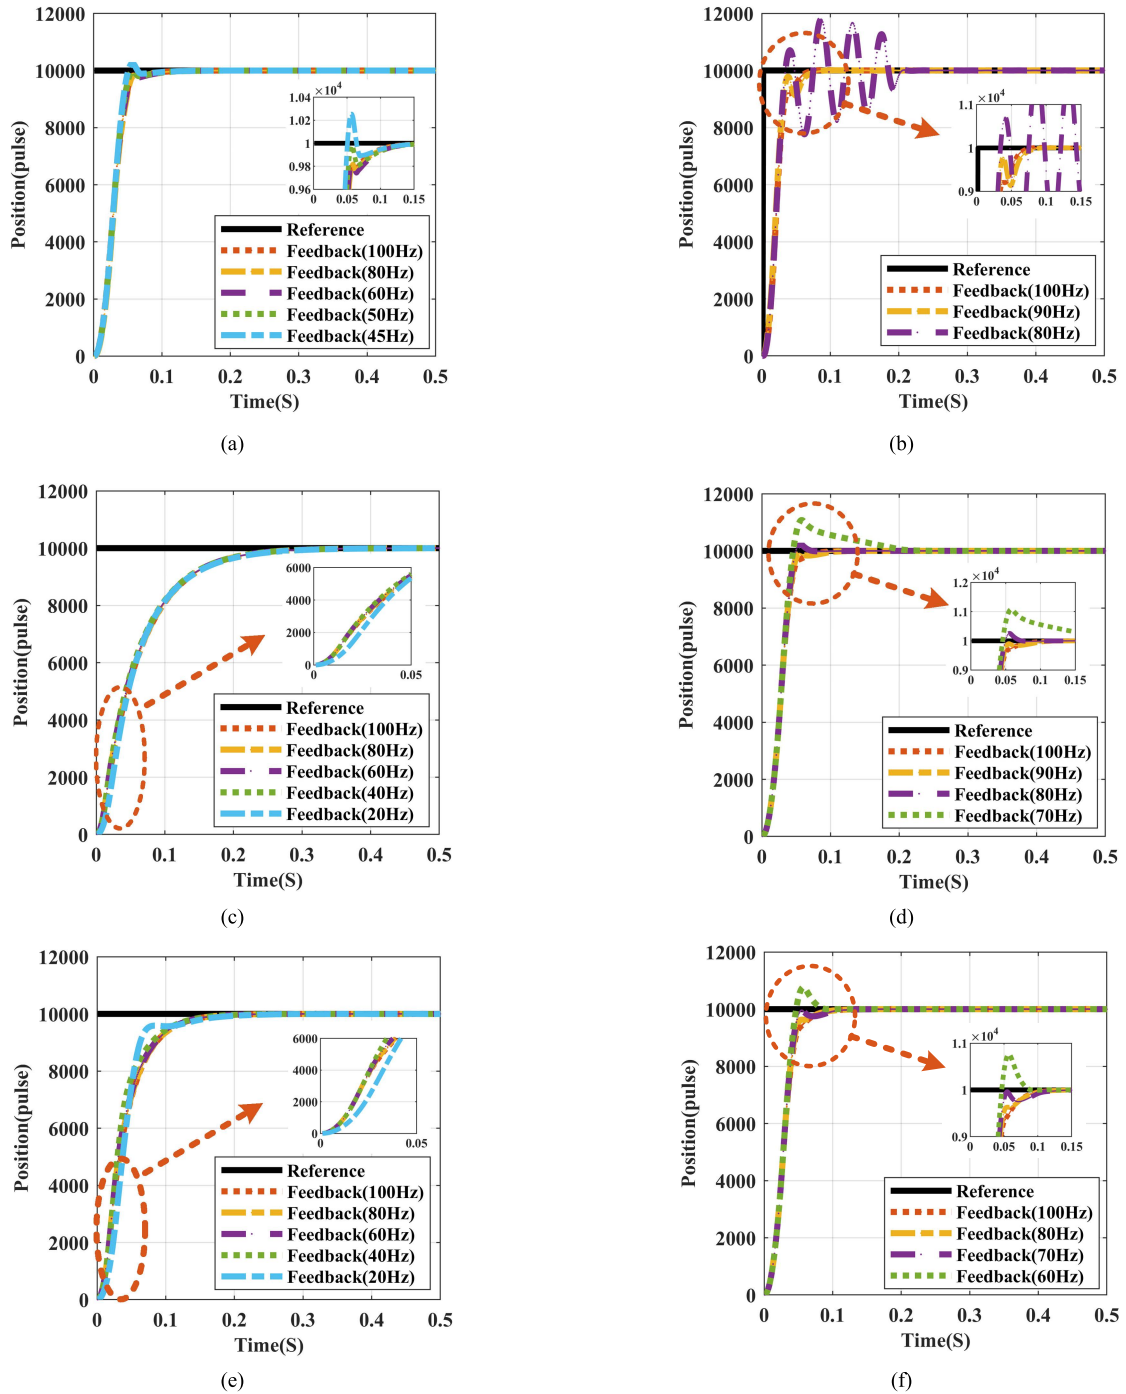 12000
10000
8000
6000
4000
2000
0
Position(pulse)
0 0.1 0.2 0.3 0.4 0.5
Time(S)
×10⁴
1.04
1.02
1
0.98
0.96
0 0.05 0.1 0.15
Reference
Feedback(100Hz)
Feedback(80Hz)
Feedback(60Hz)
Feedback(50Hz)
Feedback(45Hz)
(a)
12000
10000
8000
6000
4000
2000
0
Position(pulse)
0 0.1 0.2 0.3 0.4 0.5
Time(S)
×10⁴
1.1
1
0.9
0 0.05 0.1 0.15
Reference
Feedback(100Hz)
Feedback(90Hz)
Feedback(80Hz)
(b)
12000
10000
8000
6000
4000
2000
0
Position(pulse)
0 0.1 0.2 0.3 0.4 0.5
Time(S)
6000
4000
2000
0
0 0.05
Reference
Feedback(100Hz)
Feedback(80Hz)
Feedback(60Hz)
Feedback(40Hz)
Feedback(20Hz)
(c)
12000
10000
8000
6000
4000
2000
0
Position(pulse)
0 0.1 0.2 0.3 0.4 0.5
Time(S)
×10⁴
1.2
1.1
1
0.9
0 0.05 0.1 0.15
Reference
Feedback(100Hz)
Feedback(90Hz)
Feedback(80Hz)
Feedback(70Hz)
(d)
12000
10000
8000
6000
4000
2000
0
Position(pulse)
0 0.1 0.2 0.3 0.4 0.5
Time(S)
6000
4000
2000
0
0 0.05
Reference
Feedback(100Hz)
Feedback(80Hz)
Feedback(60Hz)
Feedback(40Hz)
Feedback(20Hz)
(e)
12000
10000
8000
6000
4000
2000
0
Position(pulse)
0 0.1 0.2 0.3 0.4 0.5
Time(S)
×10⁴
1.1
1
0.9
0 0.05 0.1 0.15
Reference
Feedback(100Hz)
Feedback(80Hz)
Feedback(70Hz)
Feedback(60Hz)
(f)